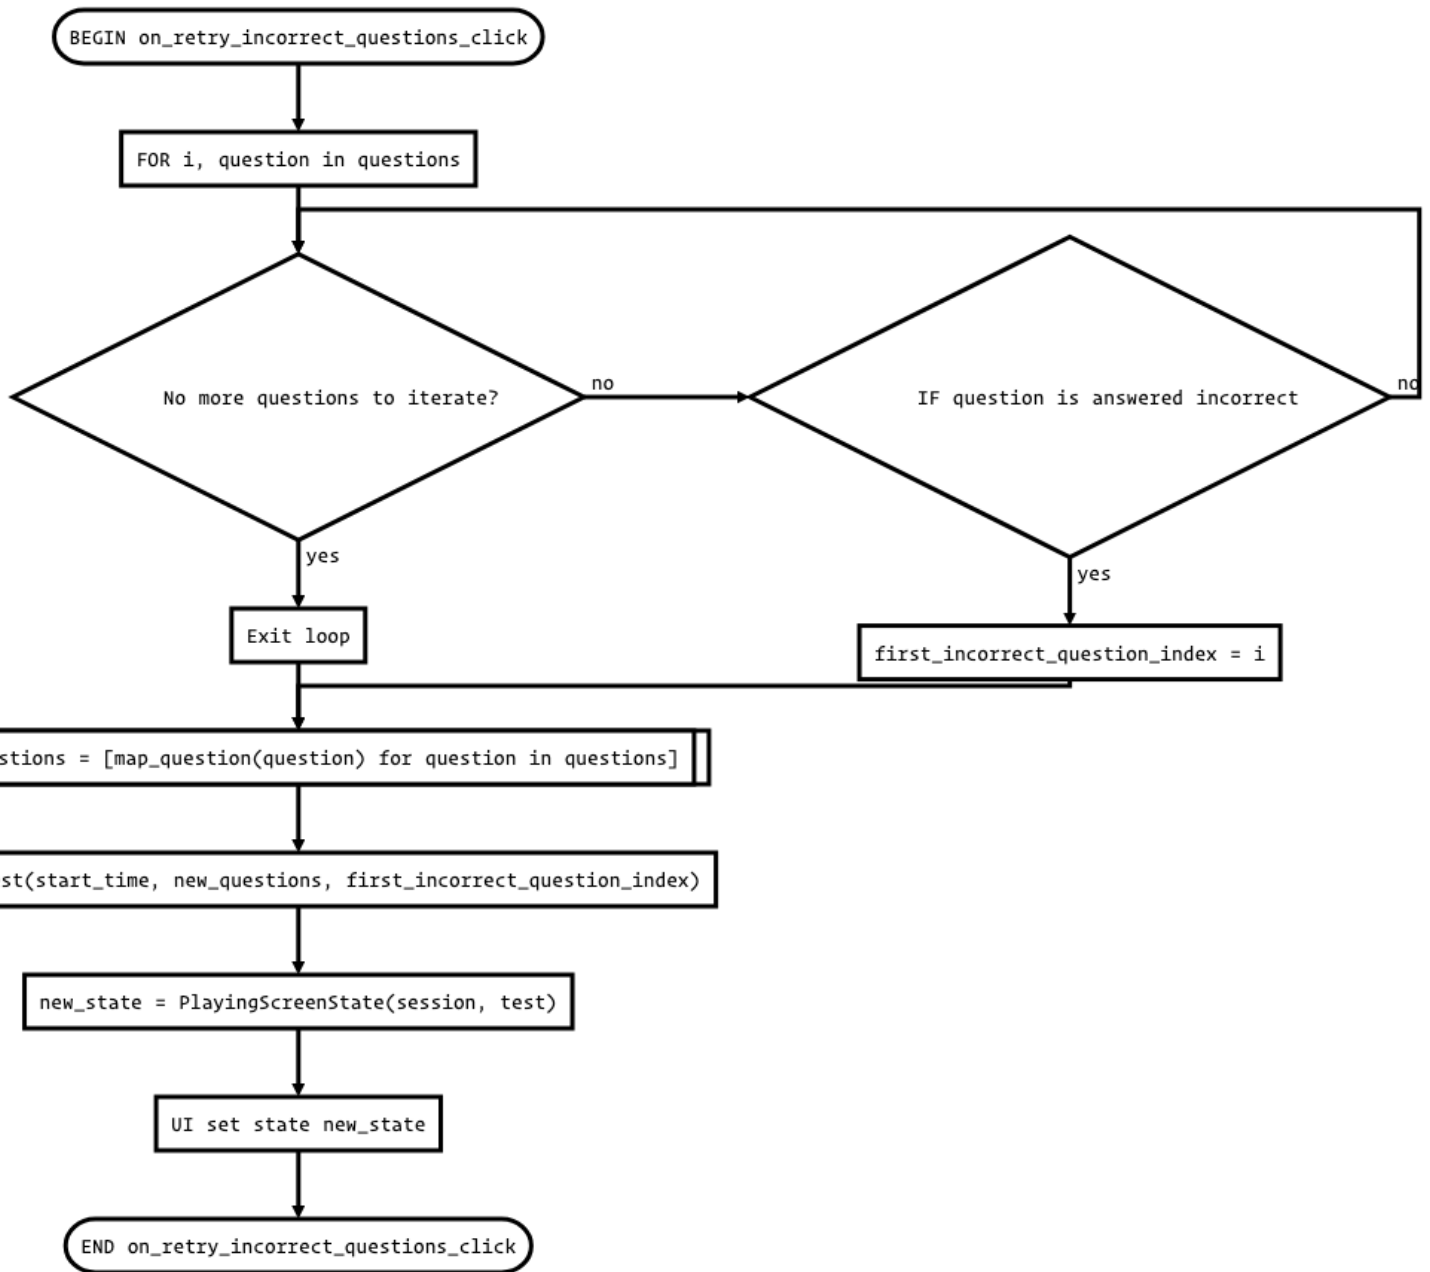 BEGIN on_retry_incorrect_questions_click
FOR i, question in questions
No more questions to iterate?
no
IF question is answered incorrect
no
yes
yes
Exit loop
first_incorrect_question_index = i
stions = [map_question(question) for question in questions]
st(start_time, new_questions, first_incorrect_question_index)
new_state = PlayingScreenState(session, test)
UI set state new_state
END on_retry_incorrect_questions_click